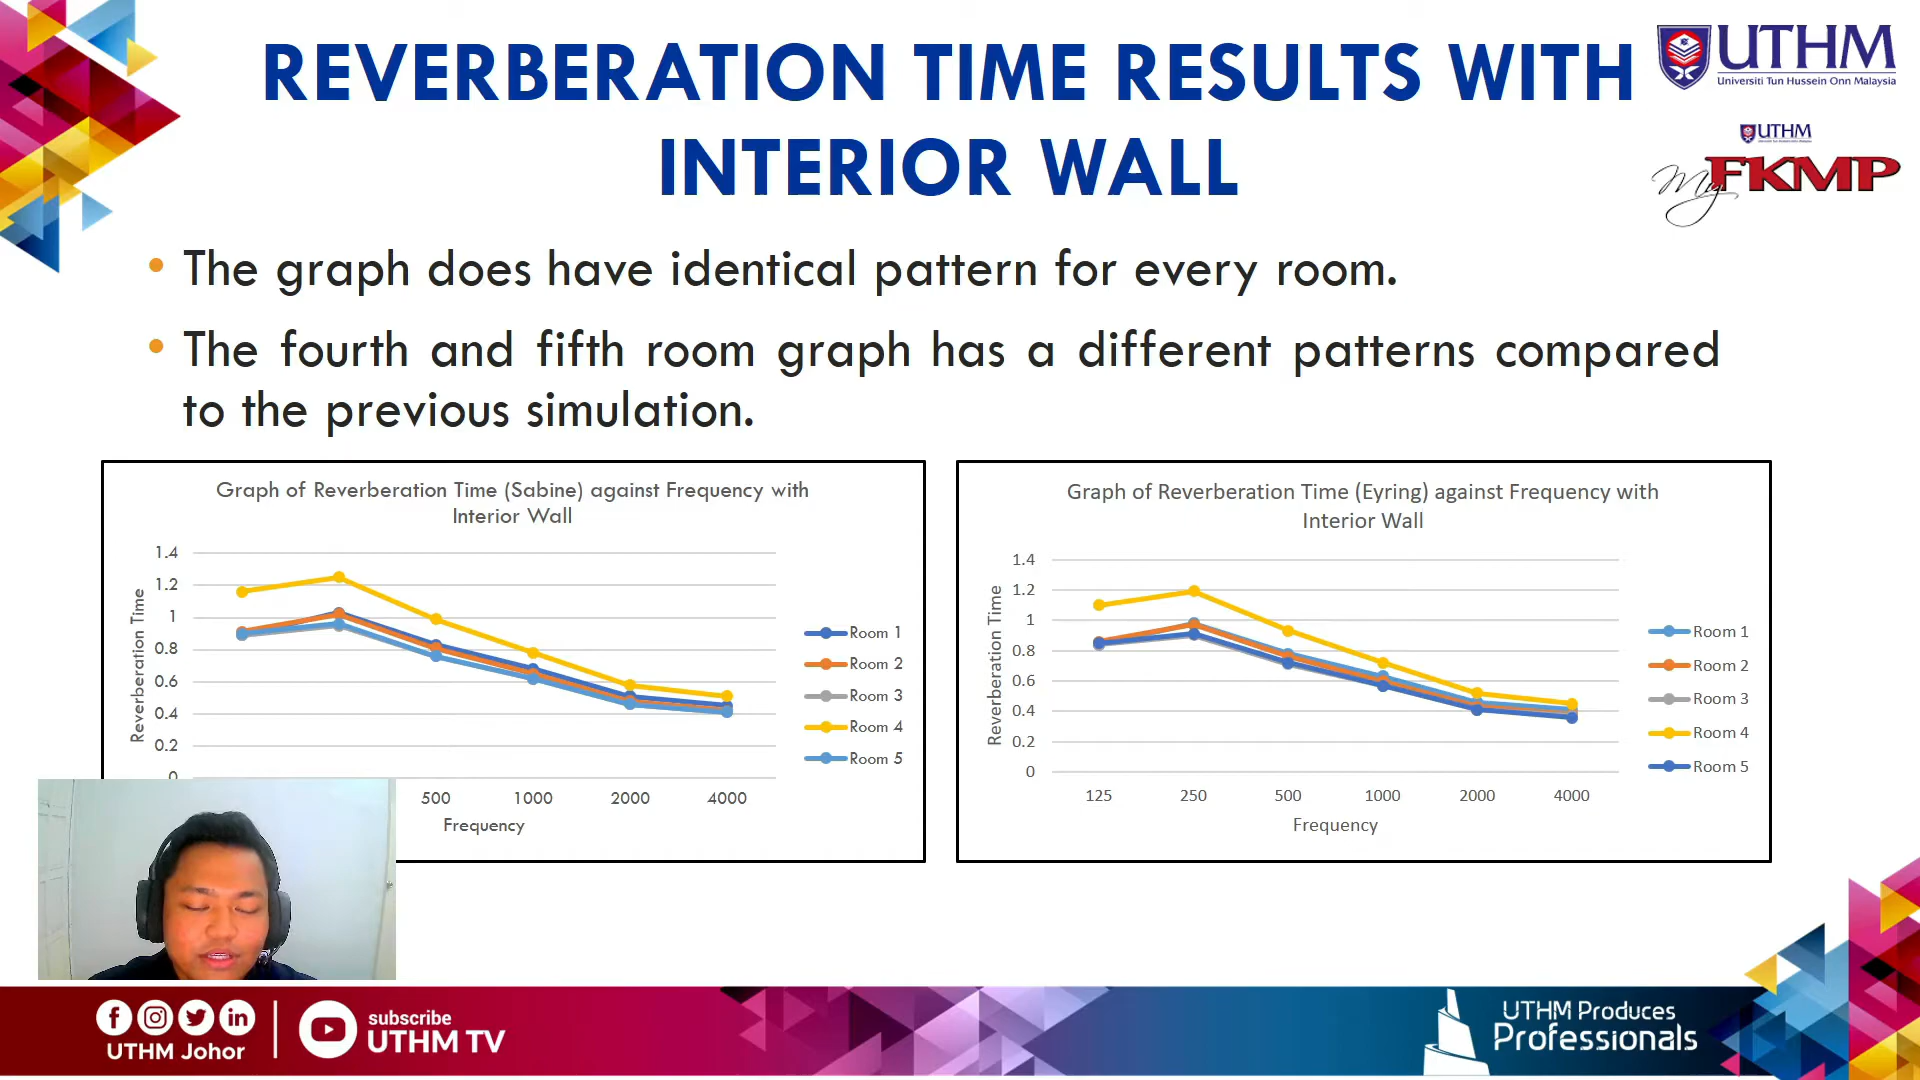 REVERBERATION TIME RESULTS WITH
INTERIOR WALL
UTHM
Universiti Tun Hussein Onn Malaysia
UTHM
My FKMP
• The graph does have identical pattern for every room.
• The fourth and fifth room graph has a different patterns compared
to the previous simulation.
Graph of Reverberation Time (Sabine) against Frequency with
Interior Wall
Reverberation Time
1.4
1.2
1
0.8
0.6
0.4
0.2
0
500 1000 2000 4000
Frequency
Room 1
Room 2
Room 3
Room 4
Room 5
Graph of Reverberation Time (Eyring) against Frequency with
Interior Wall
Reverberation Time
1.4
1.2
1
0.8
0.6
0.4
0.2
0
125 250 500 1000 2000 4000
Frequency
Room 1
Room 2
Room 3
Room 4
Room 5
UTHM Johor
subscribe
UTHM TV
UTHM Produces
Professionals